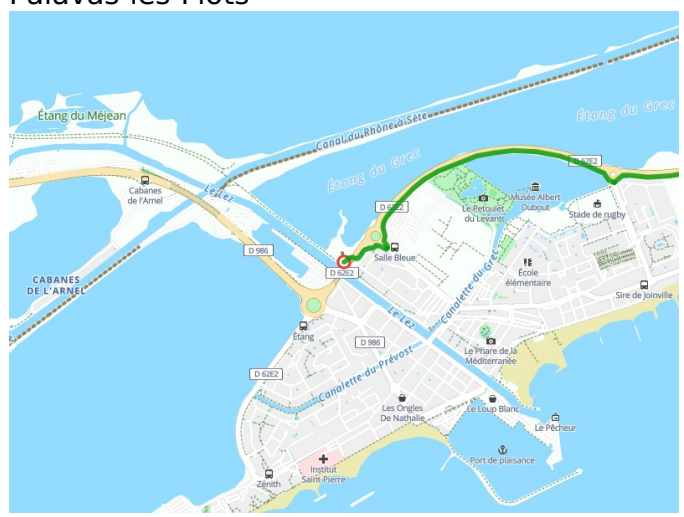 Palavas-les-Flots
Étang du Méjean
Canal du Rhône à Sète
Étang du Grec
Étang du Grec
D 62E2
Cabanes
de l'Arnel
Le Lez
Musée Albert
Dubout
Le Petoulet
du Levant
D 62E2
Stade de rugby
D 986
Salle Bleue
D 62E2
CABANES
DE L'ARNEL
École
élémentaire
Canalette du Grec
Sire de Joinville
Le Lez
Étang
D 986
Le Phare de la
Méditerranée
D 62E2
Canalette du Prévost
Les Ongles
De Nathalie
Le Loup Blanc
Le Pêcheur
Port de plaisance
Institut
Saint-Pierre
Zénith